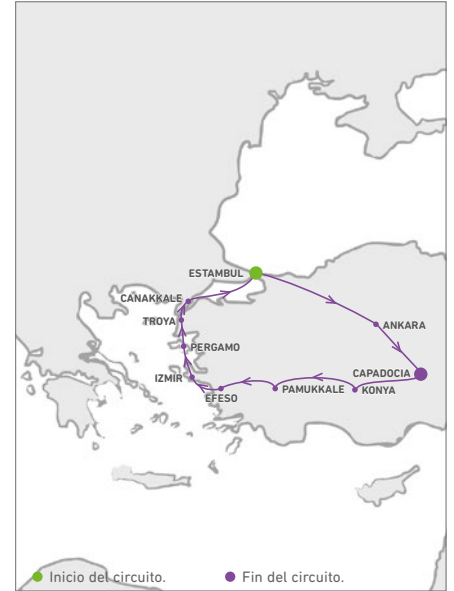 ESTAMBUL
CANAKKALE
TROYA
ANKARA
PERGAMO
CAPADOCIA
IZMIR
PAMUKKALE
KONYA
EFESO
Inicio del circuito.
Fin del circuito.